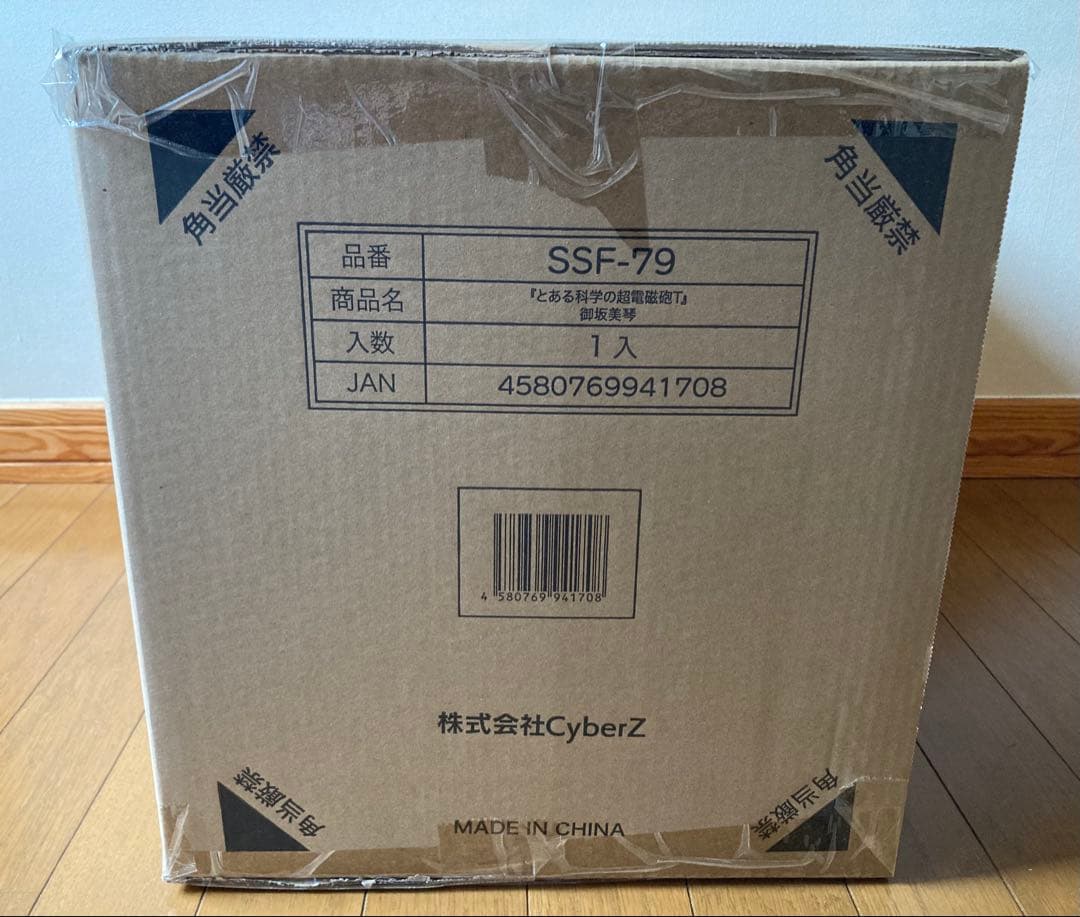 角当厳禁
角当厳禁
品番 SSF-79
商品名 『とある科学の超電磁砲T』
御坂美琴
入数 1入
JAN 4580769941708
4 580769 941708
株式会社CyberZ
角当厳禁
角当厳禁
MADE IN CHINA